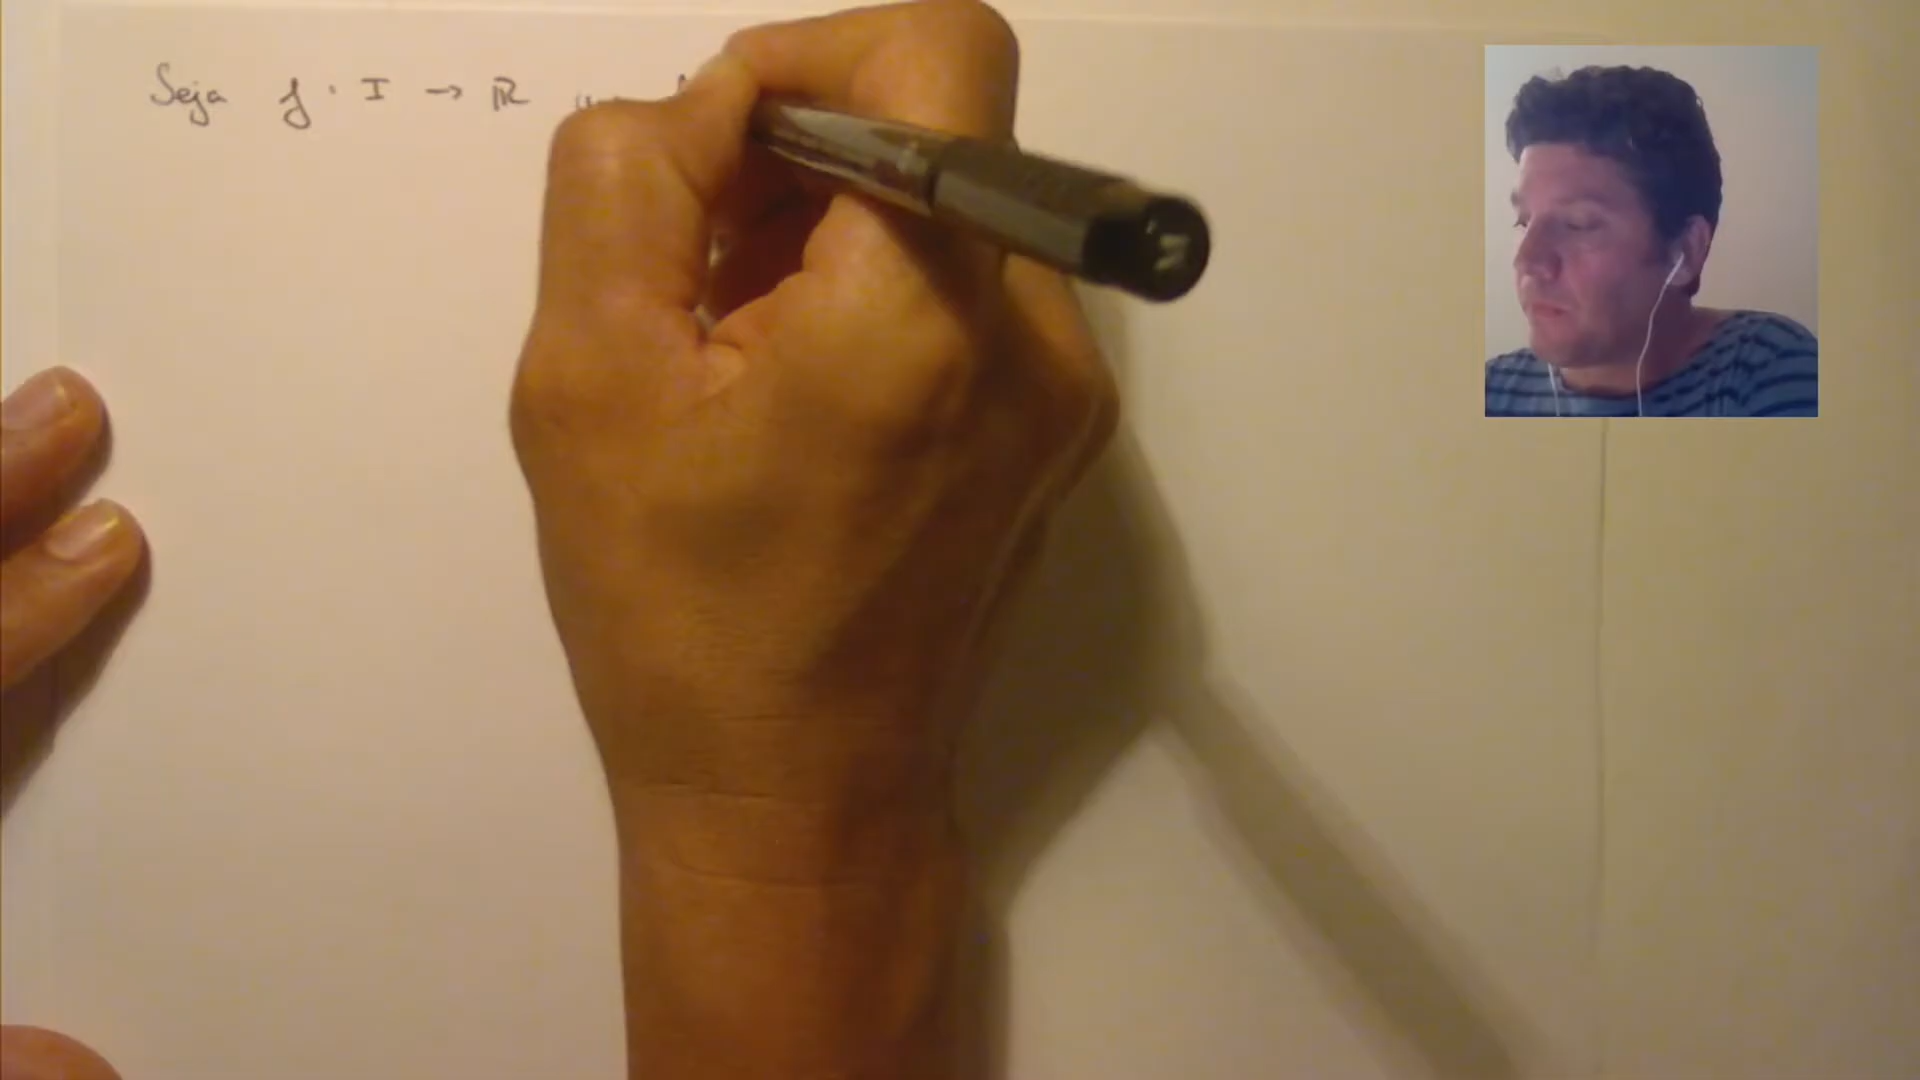 Seja f: I → ℝ